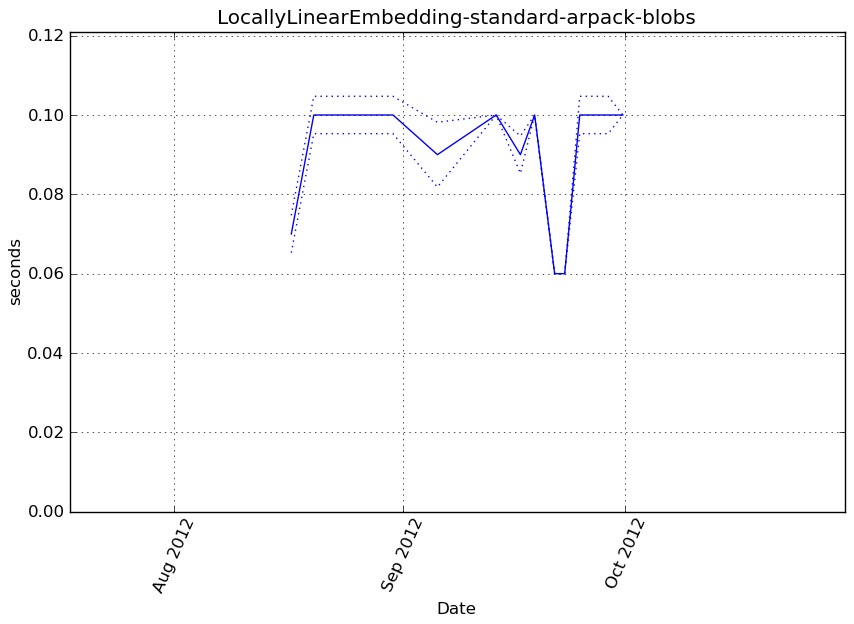 LocallyLinearEmbedding-standard-arpack-blobs
0.12
0.10
0.08
0.06
0.04
0.02
0.00
seconds
Aug 2012
Sep 2012
Oct 2012
Date